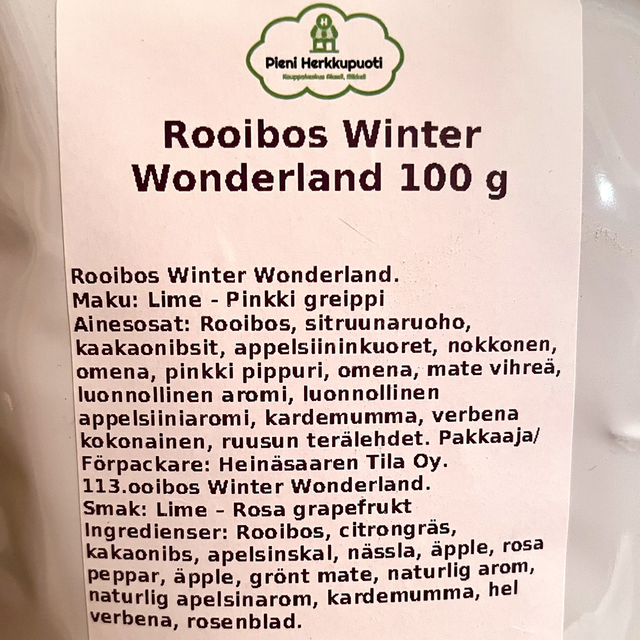 Pieni Herkkupuoti
Kauppakeskus Akseli, Mikkeli
Rooibos Winter
Wonderland 100 g
Rooibos Winter Wonderland.
Maku: Lime - Pinkki greippi
Ainesosat: Rooibos, sitruunaruoho,
kaakaonibsit, appelsiininkuoret, nokkonen,
omena, pinkki pippuri, omena, mate vihreä,
luonnollinen aromi, luonnollinen
appelsiiniaromi, kardemumma, verbena
kokonainen, ruusun terälehdet. Pakkaaja/
Förpackare: Heinäsaaren Tila Oy.
113.ooibos Winter Wonderland.
Smak: Lime – Rosa grapefrukt
Ingredienser: Rooibos, citrongräs,
kakaonibs, apelsinskal, nässla, äpple, rosa
peppar, äpple, grönt mate, naturlig arom,
naturlig apelsinarom, kardemumma, hel
verbena, rosenblad.